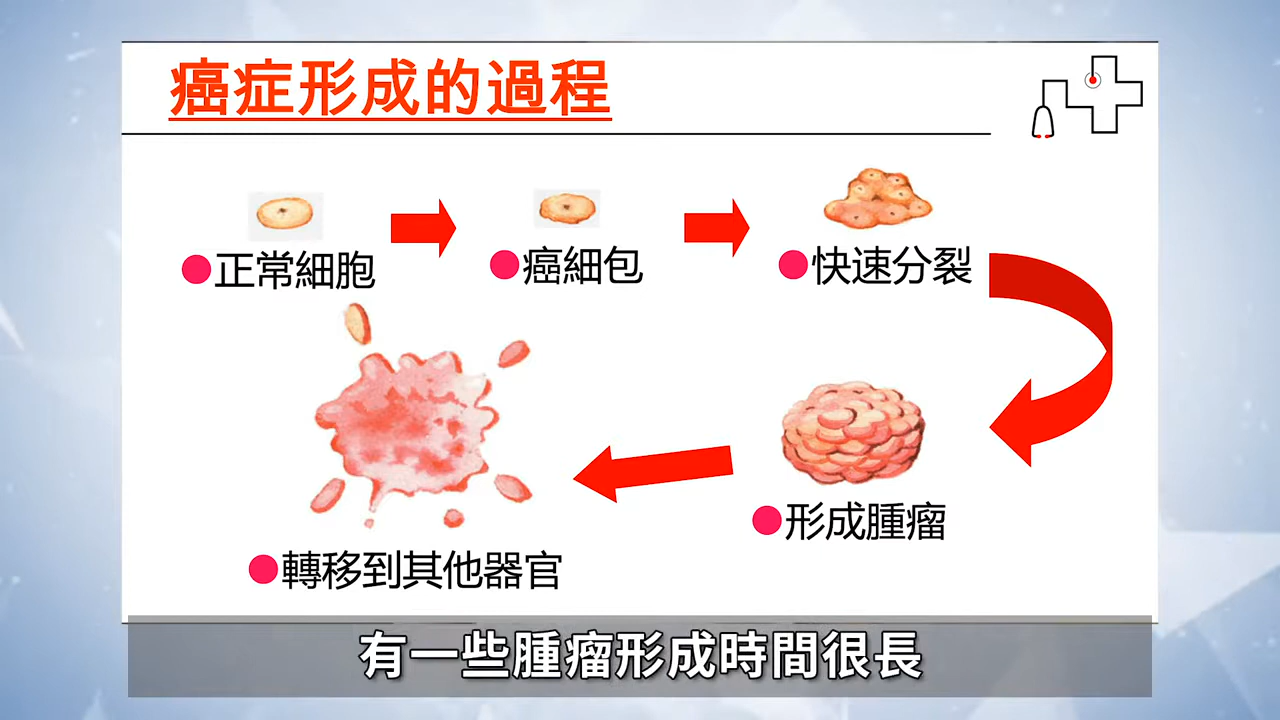 癌症形成的過程
正常細胞
癌細包
快速分裂
形成腫瘤
轉移到其他器官
有一些腫瘤形成時間很長